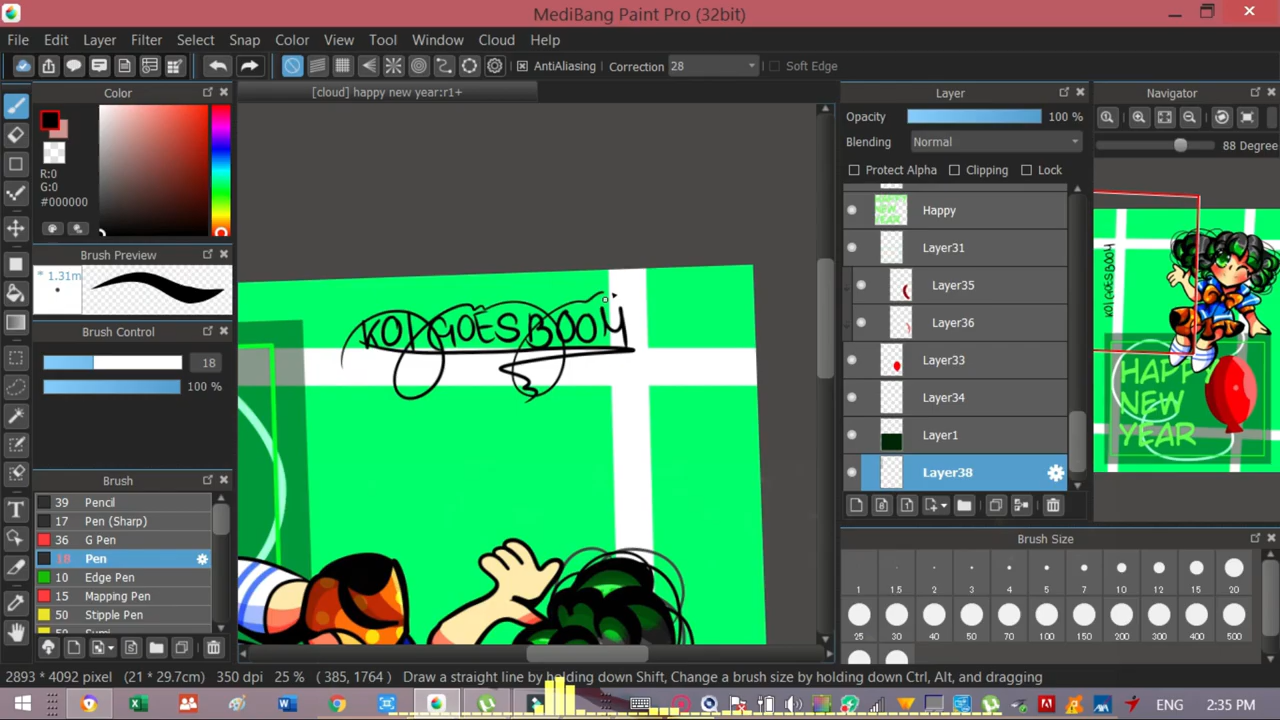 MediBang Paint Pro (32bit)
File Edit Layer Filter Select Snap Color View Tool Window Cloud Help
AntiAliasing Correction 28 Soft Edge
Color
[cloud] happy new year:r1+
Layer
Navigator
Opacity 100 %
Blending Normal
88 Degree
Protect Alpha Clipping Lock
R:0
G:0
#000000
Happy
Brush Preview
Layer31
* 1.31m
Layer35
KOIGOESBOOM
KOIGOESBOOM
Layer36
Brush Control
18
100 %
Layer33
HAPPY
NEW
YEAR
Layer34
Layer1
Layer38
Brush
39 Pencil
17 Pen (Sharp)
36 G Pen
18 Pen
10 Edge Pen
15 Mapping Pen
50 Stipple Pen
Brush Size
1 1.5 2 3 4 5 7 10 12 15 20
25 30 40 50 70 100 150 200 300 400 500
2893 * 4092 pixel (21 * 29.7cm) 350 dpi 25 % (385, 1764) Draw a straight line by holding down Shift, Change a brush size by holding down Ctrl, Alt, and dragging
ENG 2:35 PM